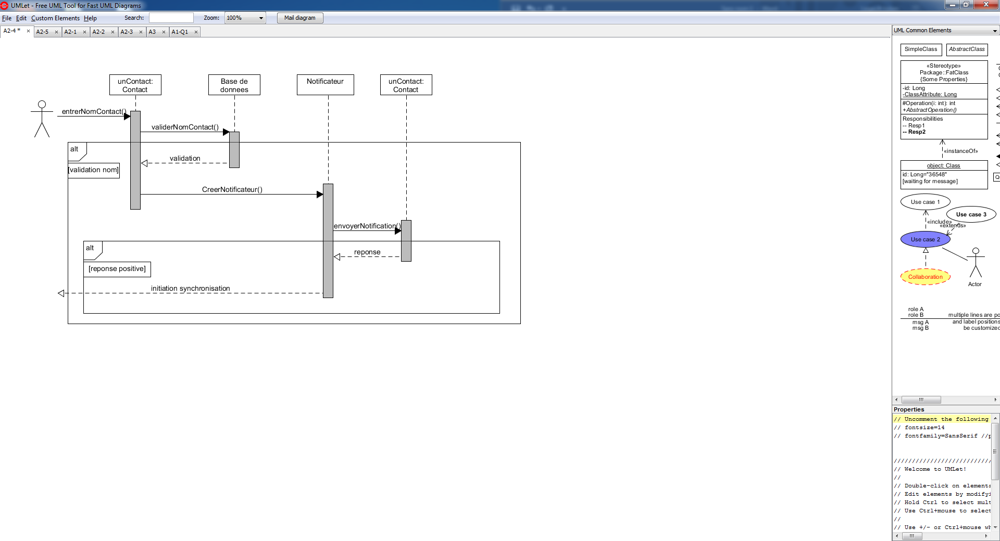 UMLet - Free UML Tool for Fast UML Diagrams
File Edit Custom Elements Help Search: Zoom: 100% Mail diagram
A2-4 * A2-5 A2-1 A2-2 A2-3 A3 A1-Q1
unContact:
Contact
Base de
donnees
Notificateur
unContact:
Contact
entrerNomContact()
validerNomContact()
alt
validation
[validation nom]
CreerNotificateur()
envoyerNotification()
alt
reponse
[reponse positive]
initiation synchronisation
UML Common Elements
SimpleClass AbstractClass
«Stereotype»
Package::FatClass
{Some Properties}
-id: Long
-ClassAttribute: Long
#Operation(i: int): int
+AbstractOperation()
Responsibilities
-- Resp1
-- Resp2
«instanceOf»
object: Class
id: Long="36548"
[waiting for message]
Use case 1
Use case 3
«include»
«extends»
Use case 2
Collaboration
Actor
role A
role B
multiple lines are po
msg A
and label positions
msg B
be customized
Properties
// Uncomment the following
// fontsize=14
// fontfamily=SansSerif //p
///////////////////////////
// Welcome to UMLet!
//
// Double-click on elements
// Edit elements by modifyi
// Hold Ctrl to select mult
// Use Ctrl+mouse to select
//
// Use +/- or Ctrl+mouse wh